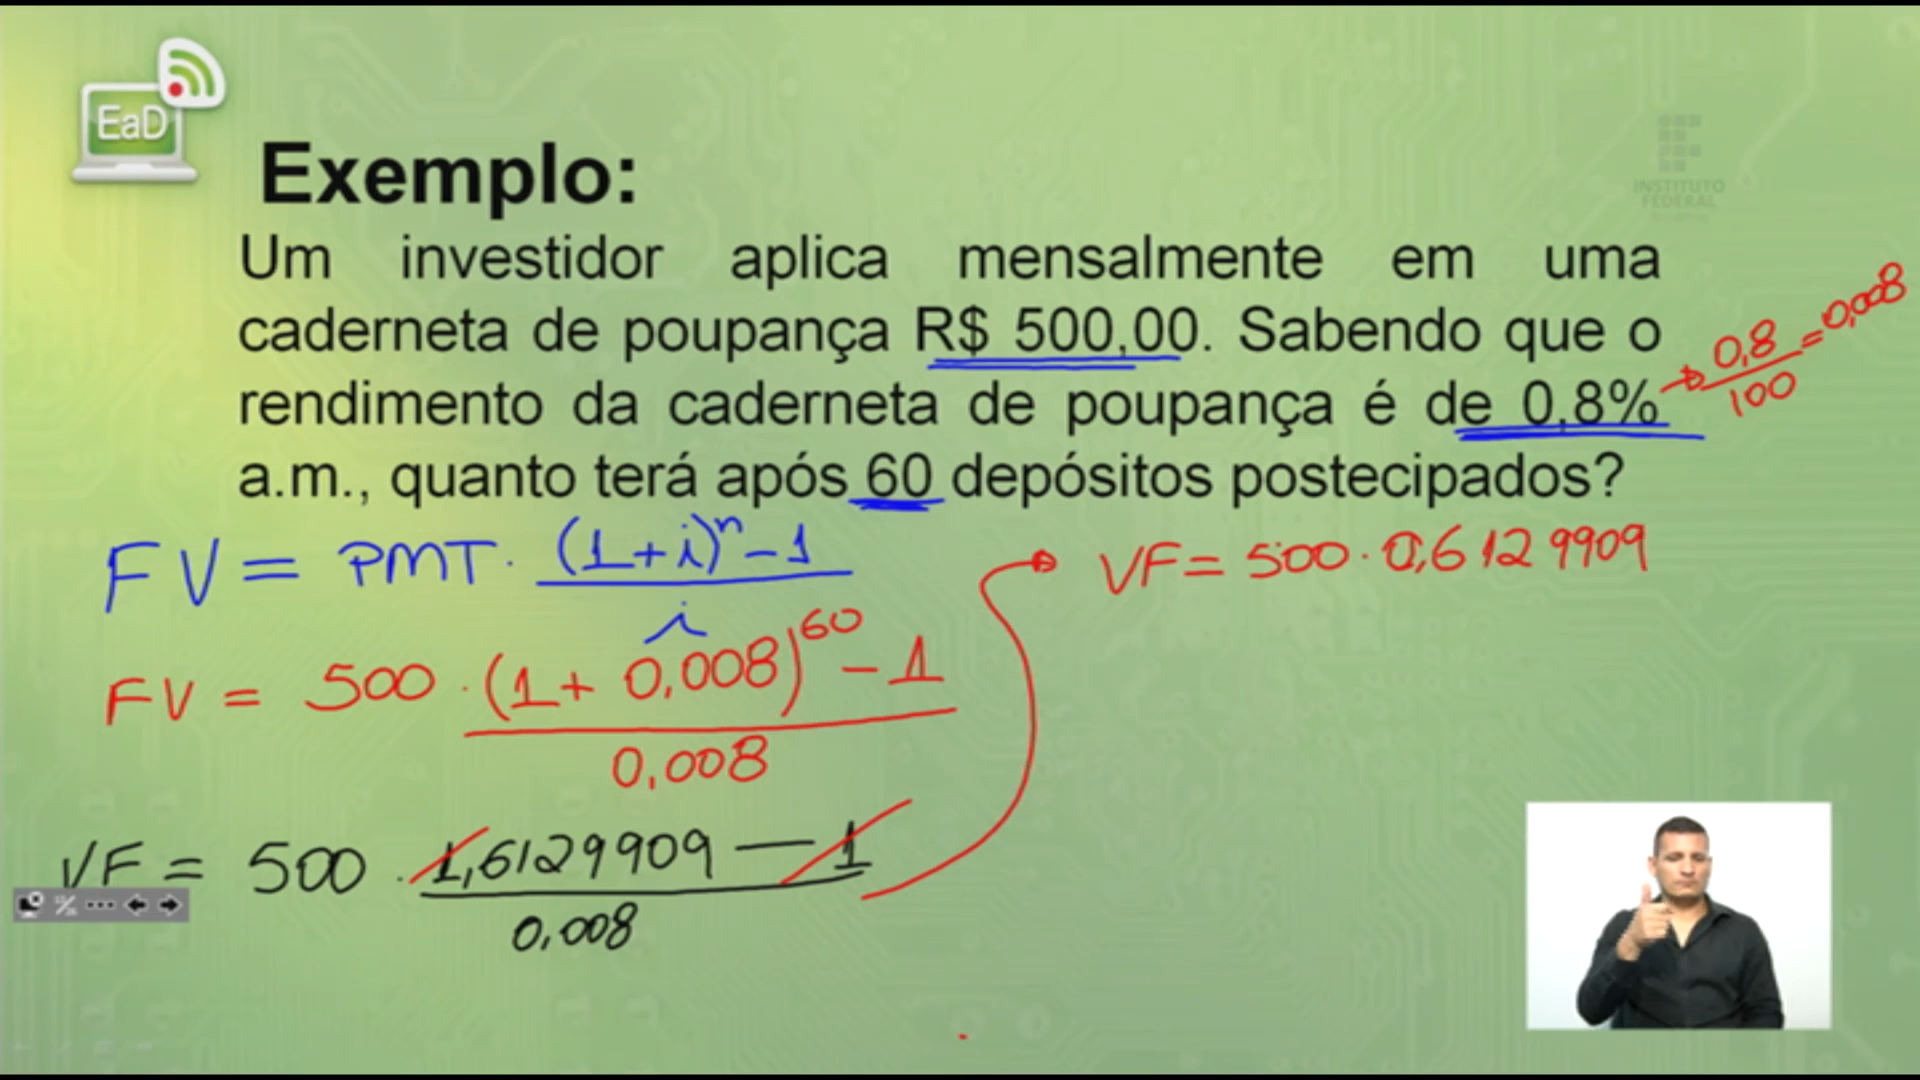 EaD
Exemplo:
INSTITUTO
FEDERAL
Um investidor aplica mensalmente em uma
caderneta de poupança R$ 500,00. Sabendo que o
rendimento da caderneta de poupança é de 0,8%
a.m., quanto terá após 60 depósitos postecipados?
0,8/100 = 0,008
FV = PMT · ((1+i)^n - 1)/i
FV = 500 · ((1+ 0,008)^60 - 1)/0,008
VF = 500 · (1,6129909 - 1)/0,008
VF = 500 · 0,6129909